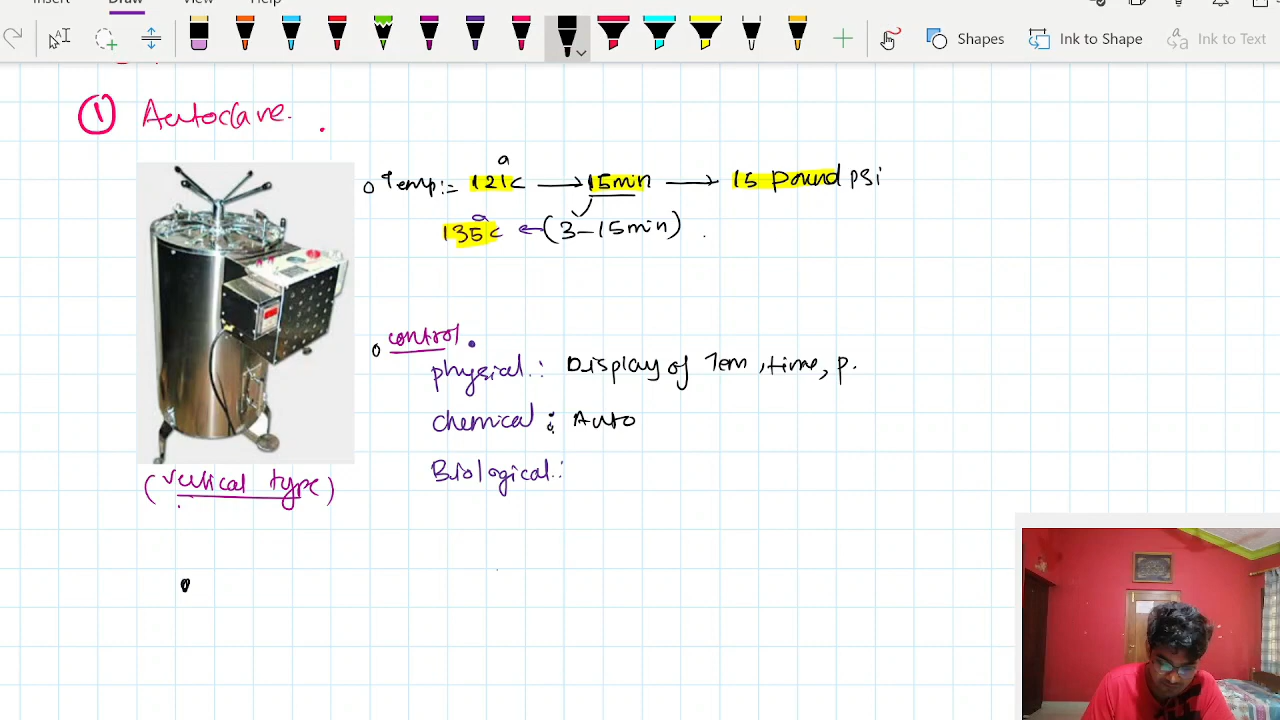 Insert Draw View Help
Shapes Ink to Shape Ink to Text
① Autoclave.
o Temp:- 121°c → 15min → 15 pound psi
135°c ← (3-15min)
o control.
physical.: Display of Tem, time, p.
chemical : Auto
Biological.:
(vertical type)